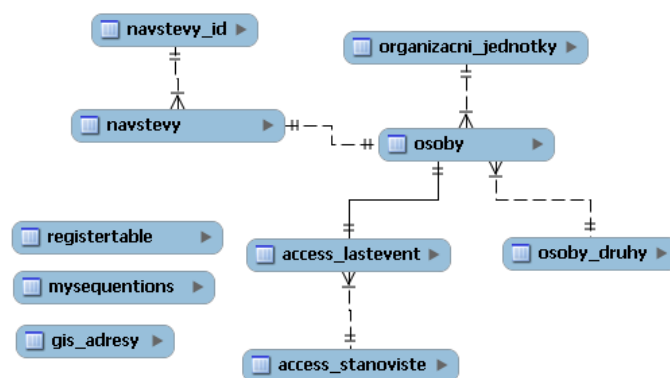 navstevy_id
organizacni_jednotky
navstevy
osoby
registertable
access_lastevent
osoby_druhy
mysequentions
gis_adresy
access_stanoviste